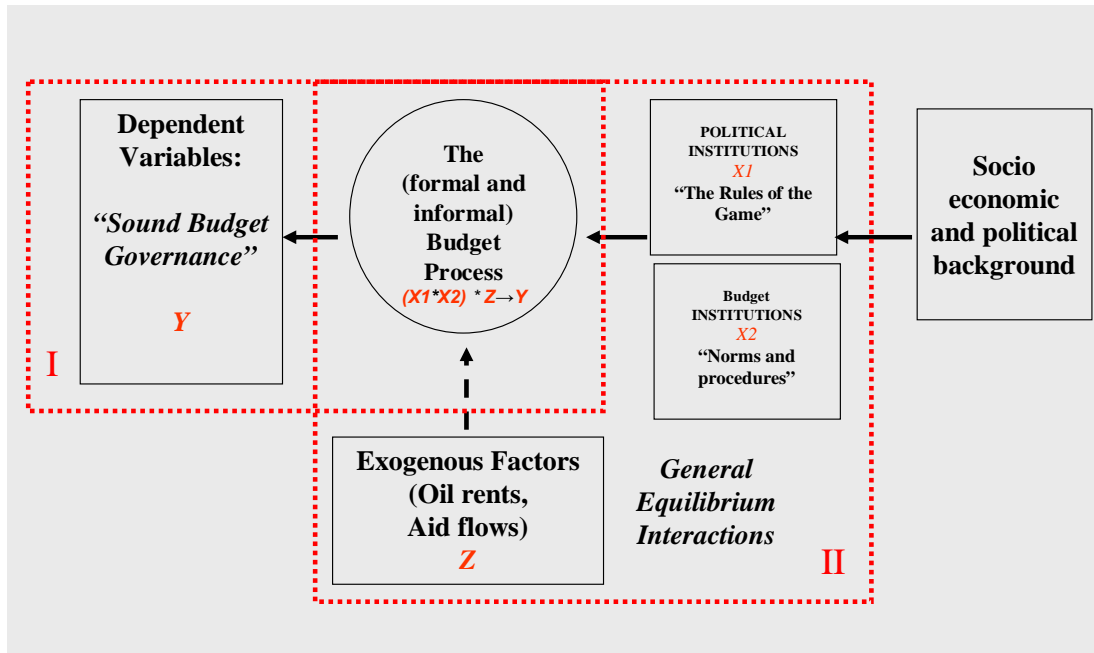 Dependent
Variables:
“Sound Budget
Governance”
Y
I
The
(formal and
informal)
Budget
Process
(X1*X2) * Z→Y
POLITICAL
INSTITUTIONS
X1
“The Rules of the
Game”
Budget
INSTITUTIONS
X2
“Norms and
procedures”
Socio
economic
and political
background
Exogenous Factors
(Oil rents,
Aid flows)
Z
General
Equilibrium
Interactions
II